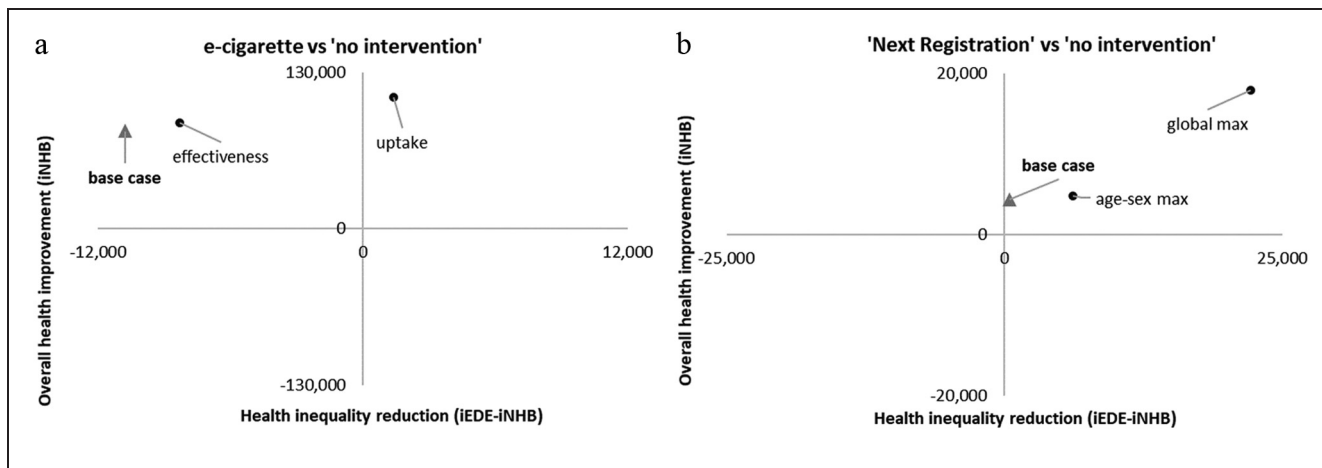 a
e-cigarette vs 'no intervention'
130,000
uptake
effectiveness
base case
0
-12,000
0
12,000
-130,000
Overall health improvement (iNHB)
Health inequality reduction (iEDE-iNHB)
b
'Next Registration' vs 'no intervention'
20,000
global max
base case
age-sex max
0
-25,000
0
25,000
-20,000
Overall health improvement (iNHB)
Health inequality reduction (iEDE-iNHB)